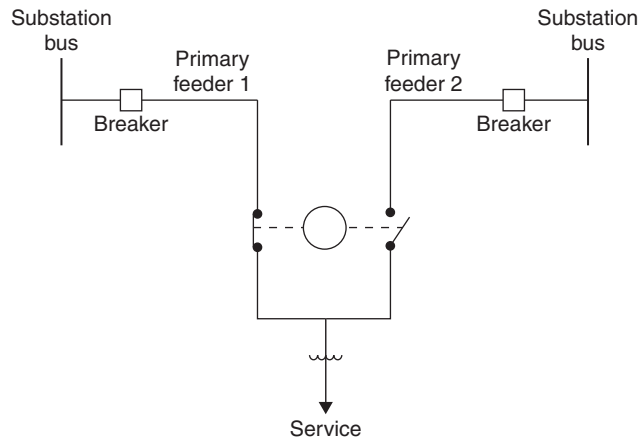 Substation
bus
Substation
bus
Primary
feeder 1
Primary
feeder 2
Breaker
Breaker
Service